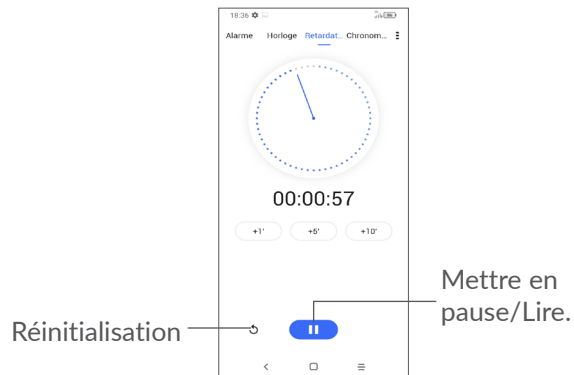 18:36
Alarme Horloge Retardat... Chronom...
00:00:57
+1' +5' +10'
Mettre en
pause/Lire.
Réinitialisation